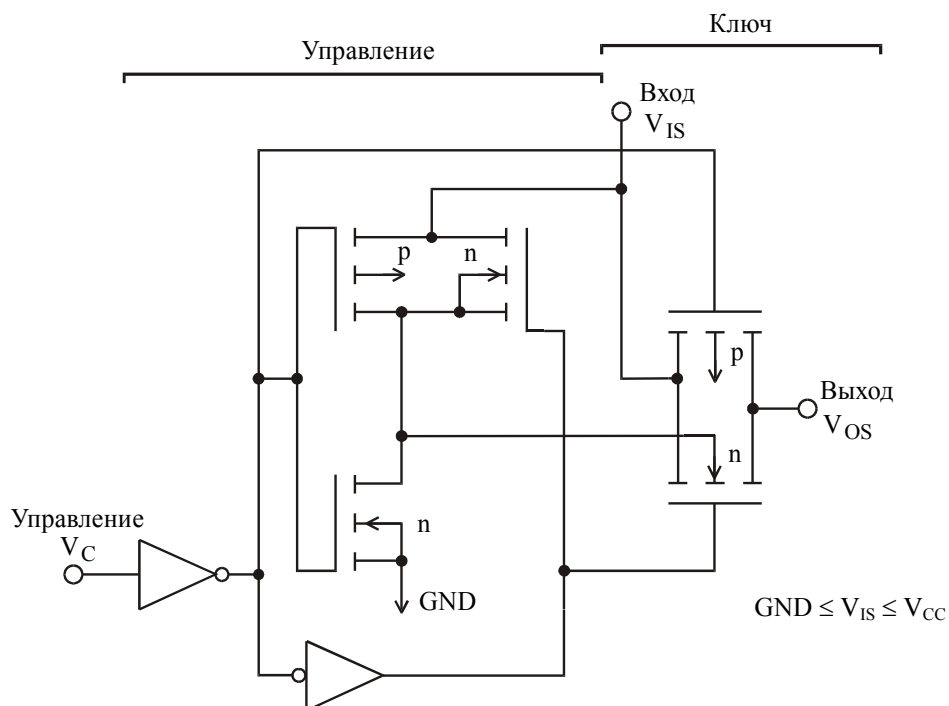 Ключ
Управление
Вход
V_IS
p
n
p
Выход
V_OS
n
Управление
V_C
n
GND
GND ≤ V_IS ≤ V_CC